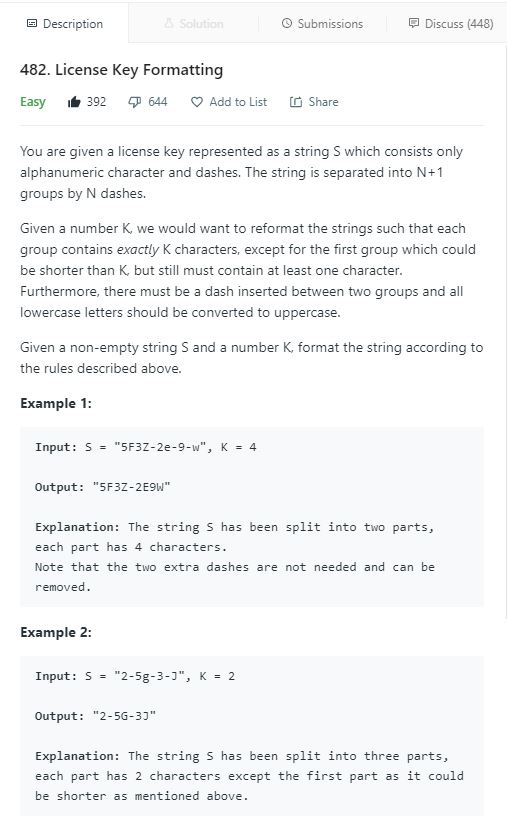 Description Solution Submissions Discuss (448)
482. License Key Formatting
Easy 392 644 Add to List Share
You are given a license key represented as a string S which consists only
alphanumeric character and dashes. The string is separated into N+1
groups by N dashes.
Given a number K, we would want to reformat the strings such that each
group contains exactly K characters, except for the first group which could
be shorter than K, but still must contain at least one character.
Furthermore, there must be a dash inserted between two groups and all
lowercase letters should be converted to uppercase.
Given a non-empty string S and a number K, format the string according to
the rules described above.
Example 1:
Input: S = "5F3Z-2e-9-w", K = 4
Output: "5F3Z-2E9W"
Explanation: The string S has been split into two parts,
each part has 4 characters.
Note that the two extra dashes are not needed and can be
removed.
Example 2:
Input: S = "2-5g-3-J", K = 2
Output: "2-5G-3J"
Explanation: The string S has been split into three parts,
each part has 2 characters except the first part as it could
be shorter as mentioned above.